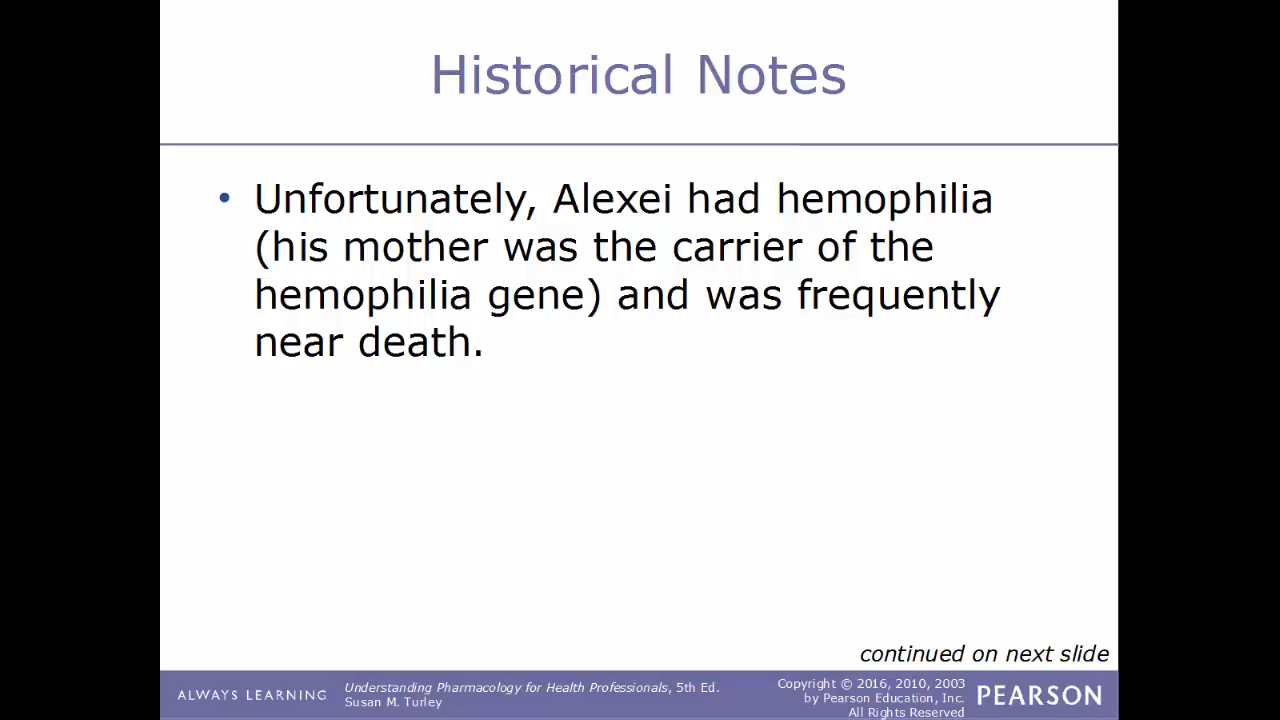 Historical Notes
• Unfortunately, Alexei had hemophilia
(his mother was the carrier of the
hemophilia gene) and was frequently
near death.
continued on next slide
ALWAYS LEARNING
Understanding Pharmacology for Health Professionals, 5th Ed.
Susan M. Turley
Copyright © 2016, 2010, 2003
by Pearson Education, Inc.
All Rights Reserved
PEARSON